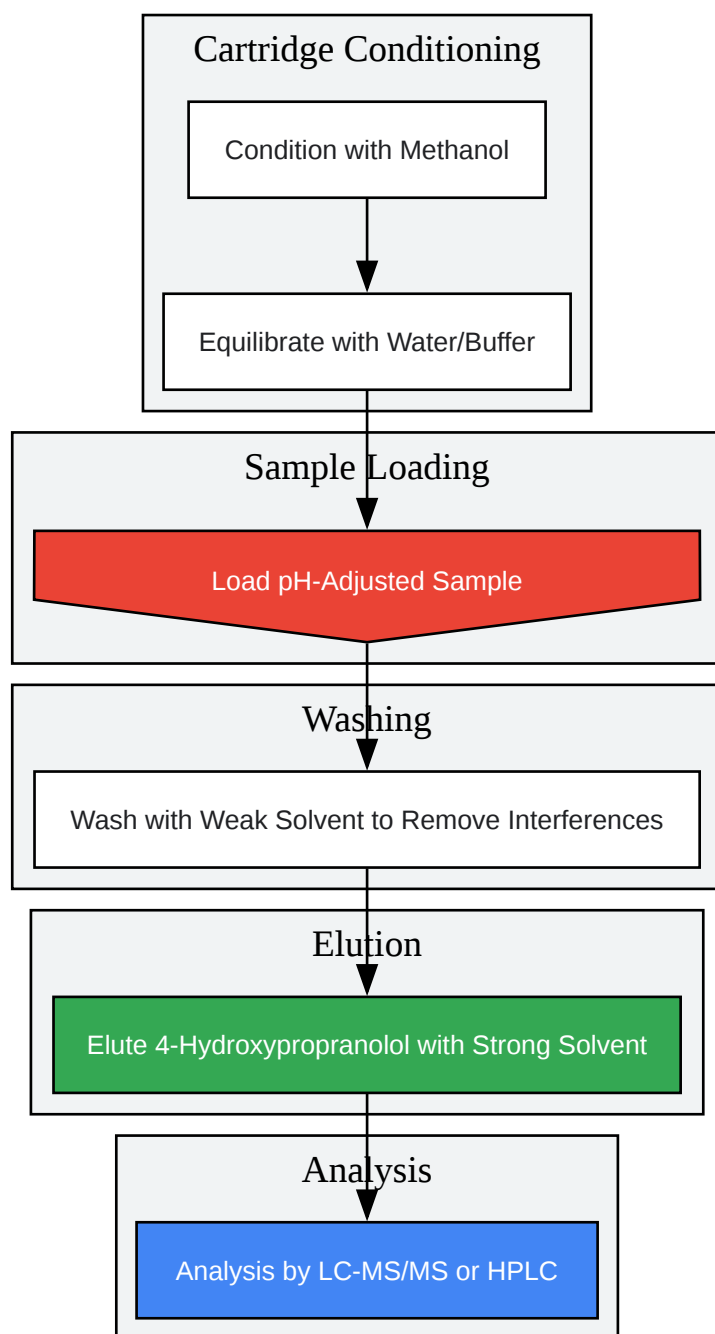 Cartridge Conditioning
Condition with Methanol
Equilibrate with Water/Buffer
Sample Loading
Load pH-Adjusted Sample
Washing
Wash with Weak Solvent to Remove Interferences
Elution
Elute 4-Hydroxypropranolol with Strong Solvent
Analysis
Analysis by LC-MS/MS or HPLC